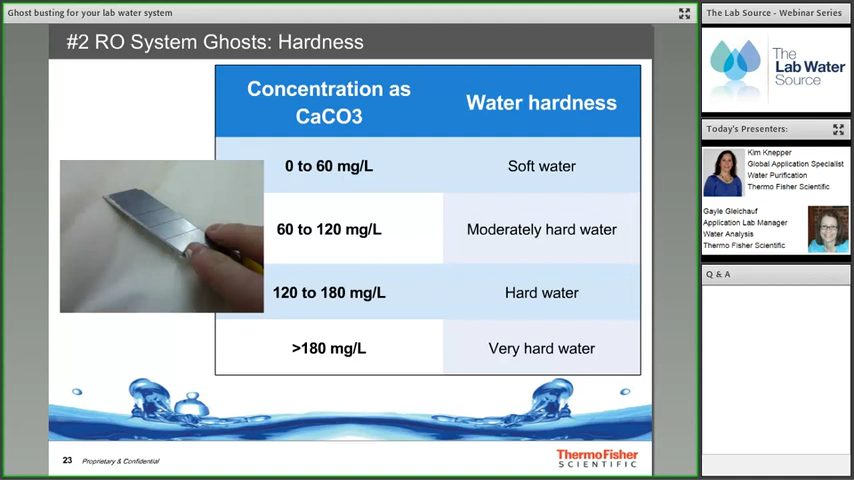 Ghost busting for your lab water system
#2 RO System Ghosts: Hardness
Concentration as
CaCO3
Water hardness
0 to 60 mg/L
Soft water
60 to 120 mg/L
Moderately hard water
120 to 180 mg/L
Hard water
>180 mg/L
Very hard water
23
Proprietary & Confidential
ThermoFisher
SCIENTIFIC
The Lab Source - Webinar Series
The
Lab Water
Source
Today's Presenters:
Kim Knepper
Global Application Specialist
Water Purification
Thermo Fisher Scientific
Gayle Gleichauf
Application Lab Manager
Water Analysis
Thermo Fisher Scientific
Q & A